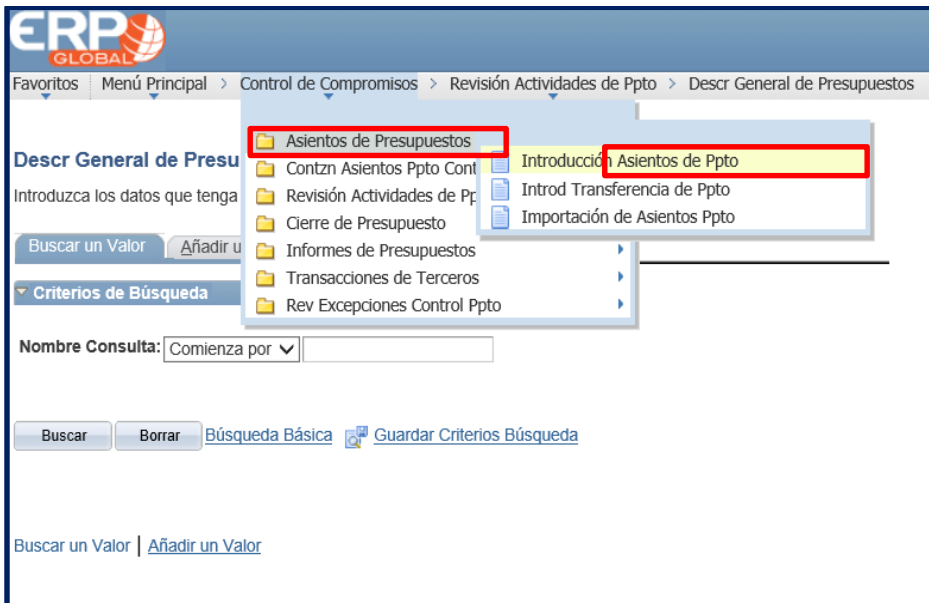 ERP
GLOBAL
Favoritos Menú Principal > Control de Compromisos > Revisión Actividades de Ppto > Descr General de Presupuestos
Asientos de Presupuestos
Introducción Asientos de Ppto
Descr General de Presu
Contzn Asientos Ppto Cont
Introd Transferencia de Ppto
Introduzca los datos que tenga
Revisión Actividades de Pp
Importación de Asientos Ppto
Cierre de Presupuesto
Buscar un Valor Añadir u
Informes de Presupuestos
Transacciones de Terceros
Criterios de Búsqueda
Rev Excepciones Control Ppto
Nombre Consulta: Comienza por
Buscar Borrar Búsqueda Básica Guardar Criterios Búsqueda
Buscar un Valor | Añadir un Valor